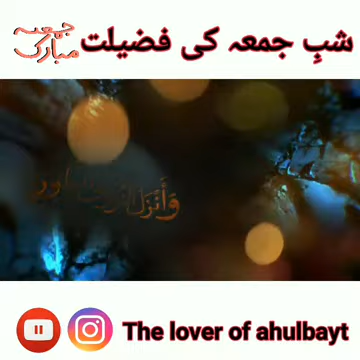 شبِ جمعہ کی فضیلت
جمعہ مبارک
وَأَنْزَلَ
The lover of ahulbayt